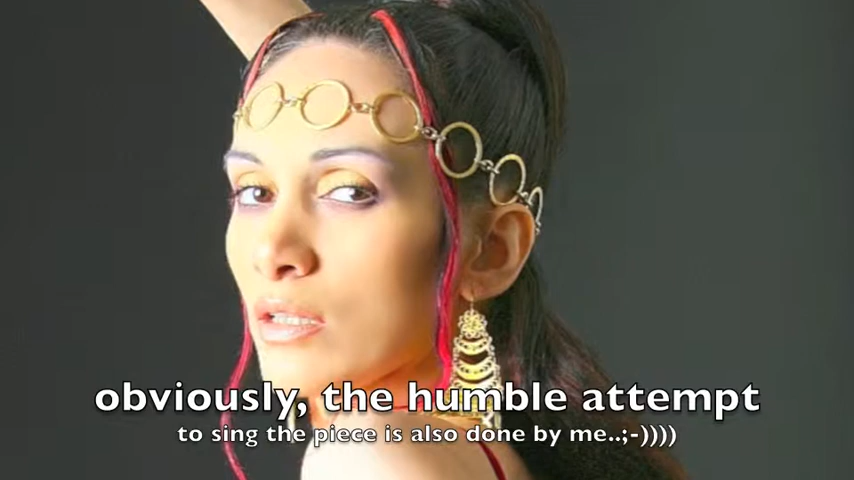 obviously, the humble attempt
to sing the piece is also done by me..;-))))